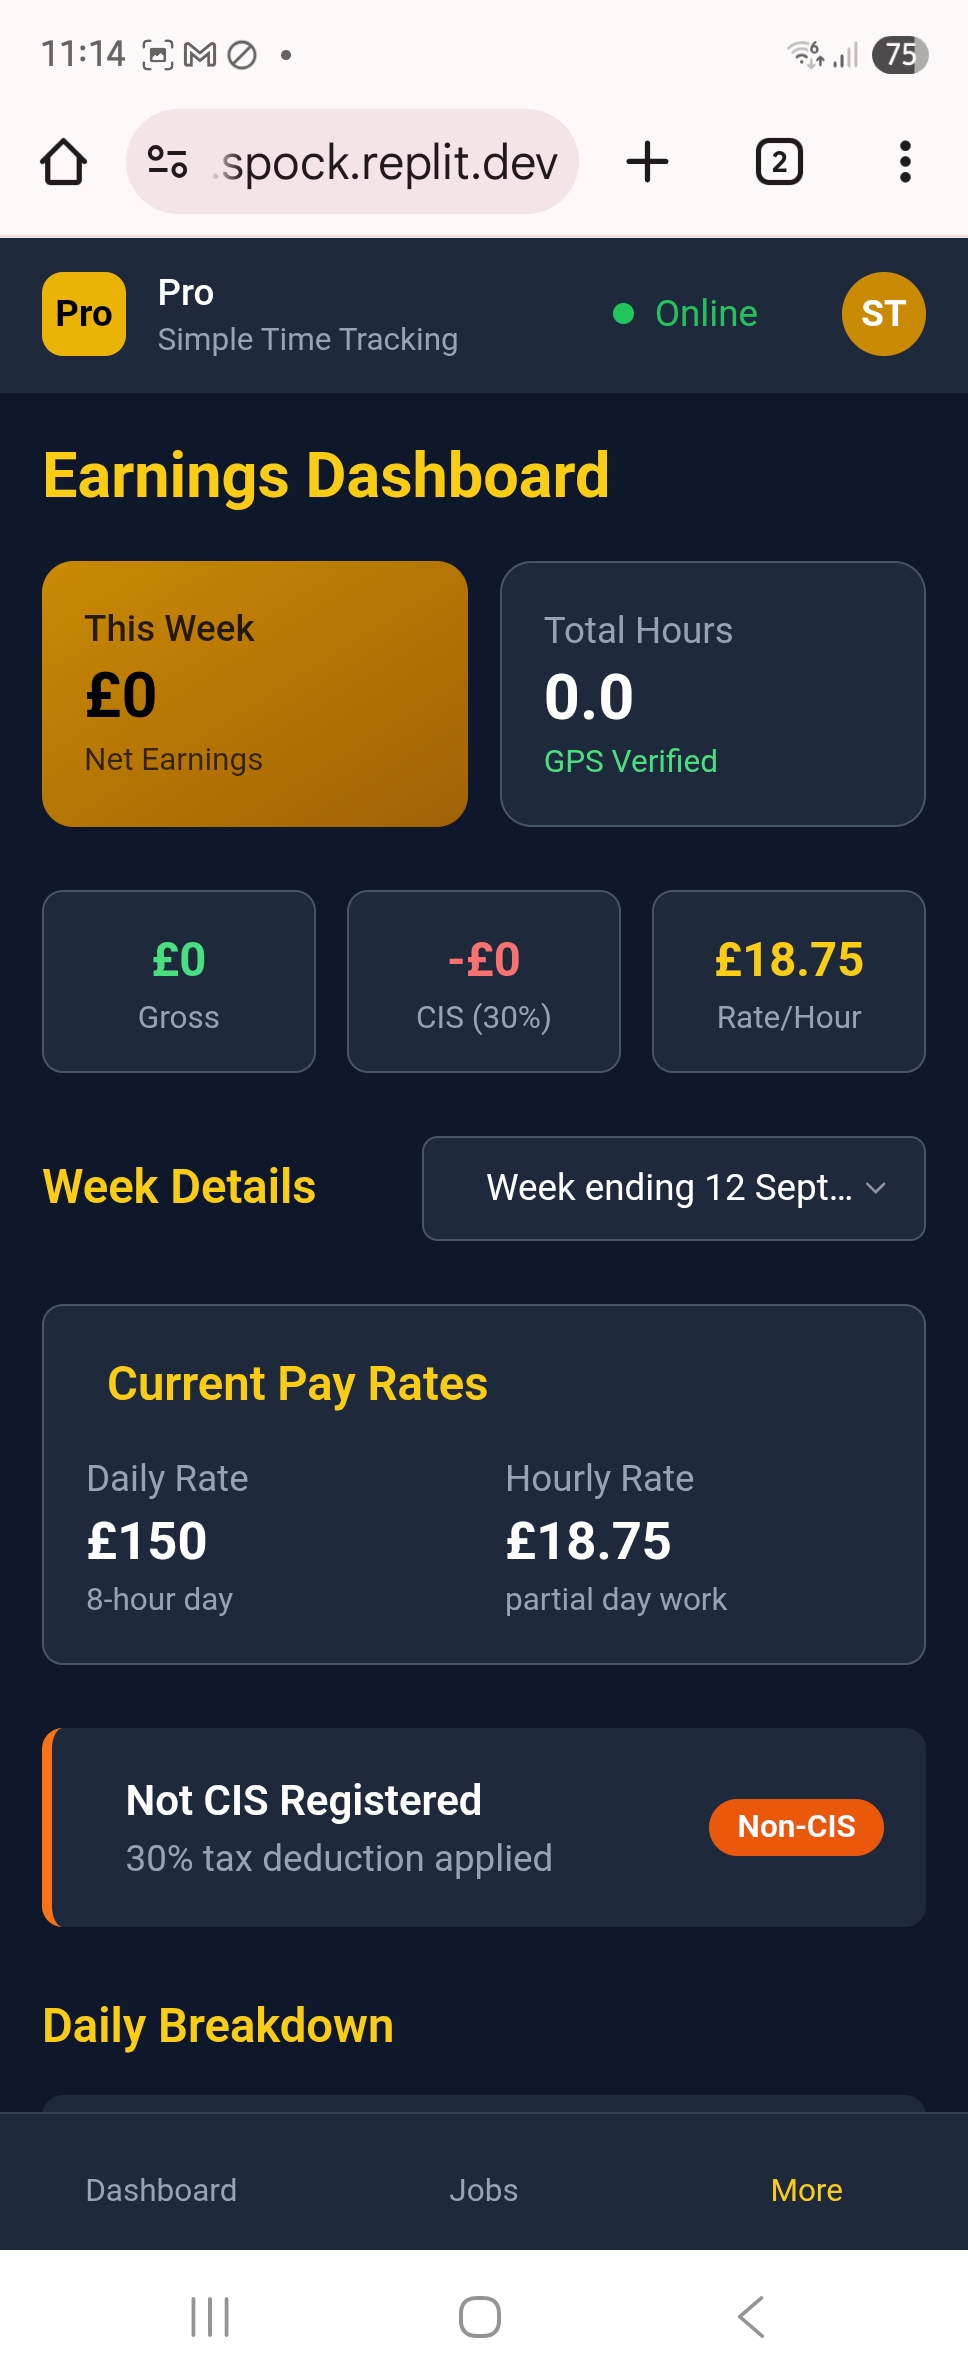 11:14
6
75
.spock.replit.dev
2
Pro
Pro
Simple Time Tracking
Online
ST
Earnings Dashboard
This Week
£0
Net Earnings
Total Hours
0.0
GPS Verified
£0
Gross
-£0
CIS (30%)
£18.75
Rate/Hour
Week Details
Week ending 12 Sept...
Current Pay Rates
Daily Rate
£150
8-hour day
Hourly Rate
£18.75
partial day work
Not CIS Registered
30% tax deduction applied
Non-CIS
Daily Breakdown
Dashboard
Jobs
More